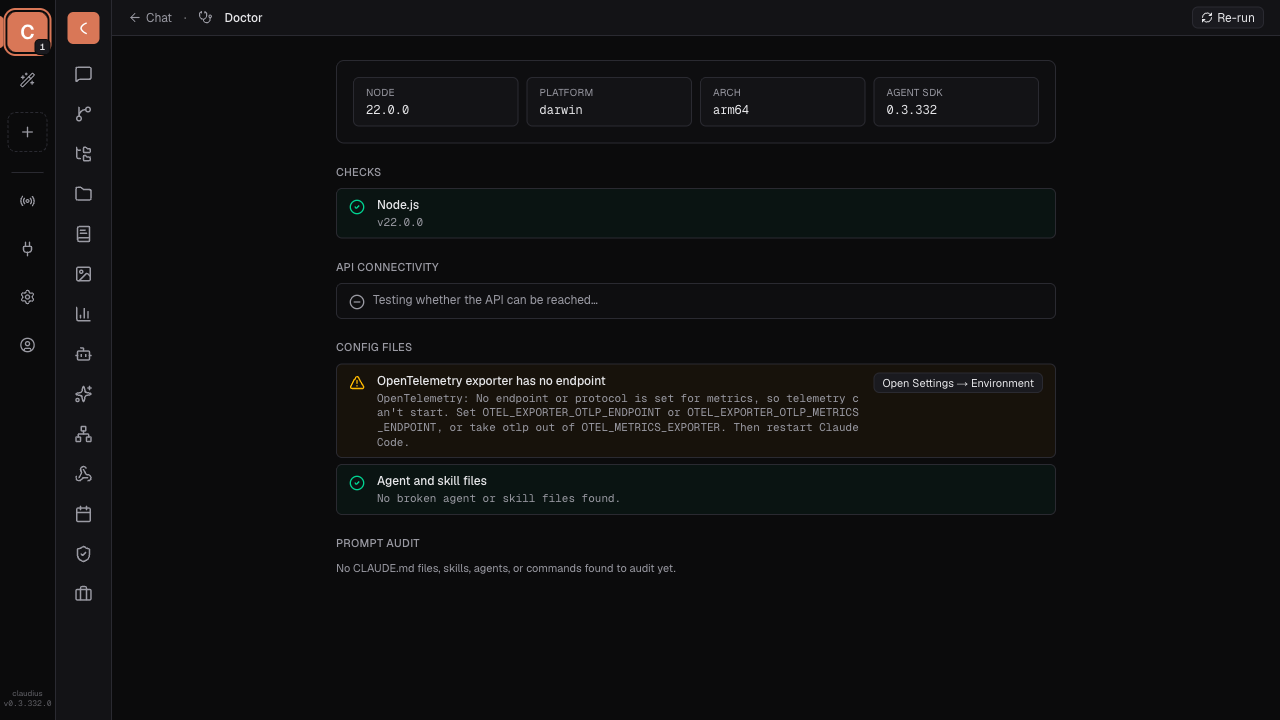 C
1
← Chat · Doctor
Re-run
NODE
22.0.0
PLATFORM
darwin
ARCH
arm64
AGENT SDK
0.3.332
CHECKS
Node.js
v22.0.0
API CONNECTIVITY
Testing whether the API can be reached…
CONFIG FILES
OpenTelemetry exporter has no endpoint
Open Settings → Environment
OpenTelemetry: No endpoint or protocol is set for metrics, so telemetry c
an't start. Set OTEL_EXPORTER_OTLP_ENDPOINT or OTEL_EXPORTER_OTLP_METRICS
_ENDPOINT, or take otlp out of OTEL_METRICS_EXPORTER. Then restart Claude
Code.
Agent and skill files
No broken agent or skill files found.
PROMPT AUDIT
No CLAUDE.md files, skills, agents, or commands found to audit yet.
claudius
v0.3.332.0